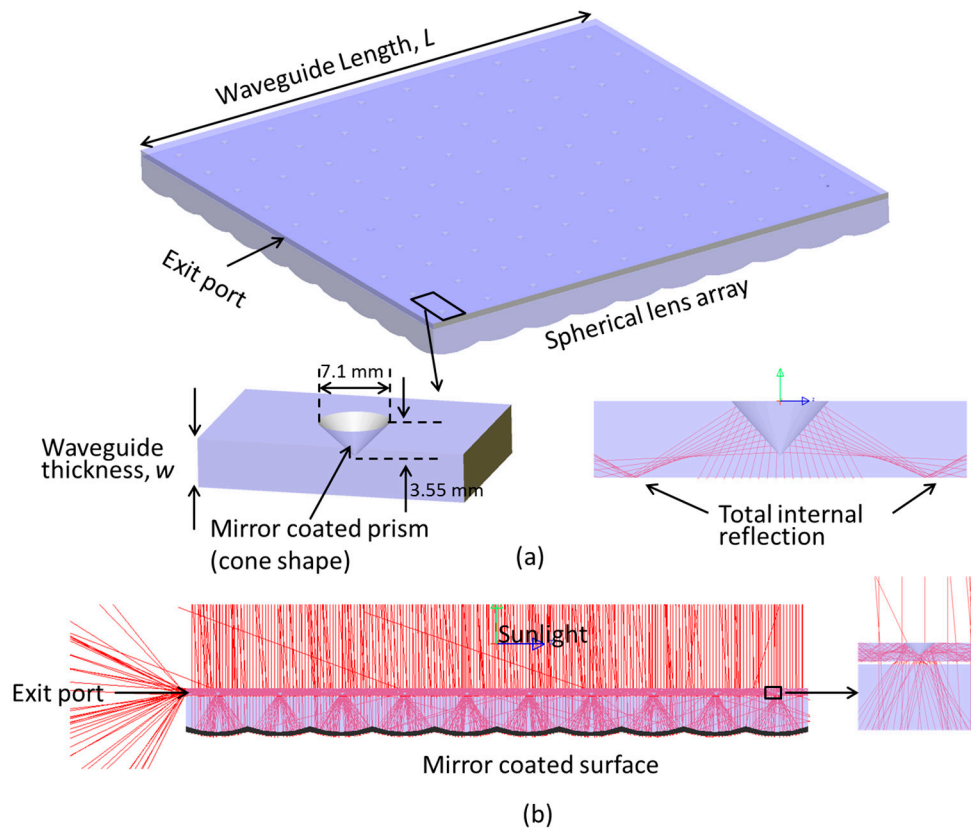 Waveguide Length, L
Exit port
Spherical lens array
7.1 mm
Waveguide
thickness, w
3.55 mm
Mirror coated prism
(cone shape)
Total internal
reflection
(a)
Sunlight
Exit port
Mirror coated surface
(b)